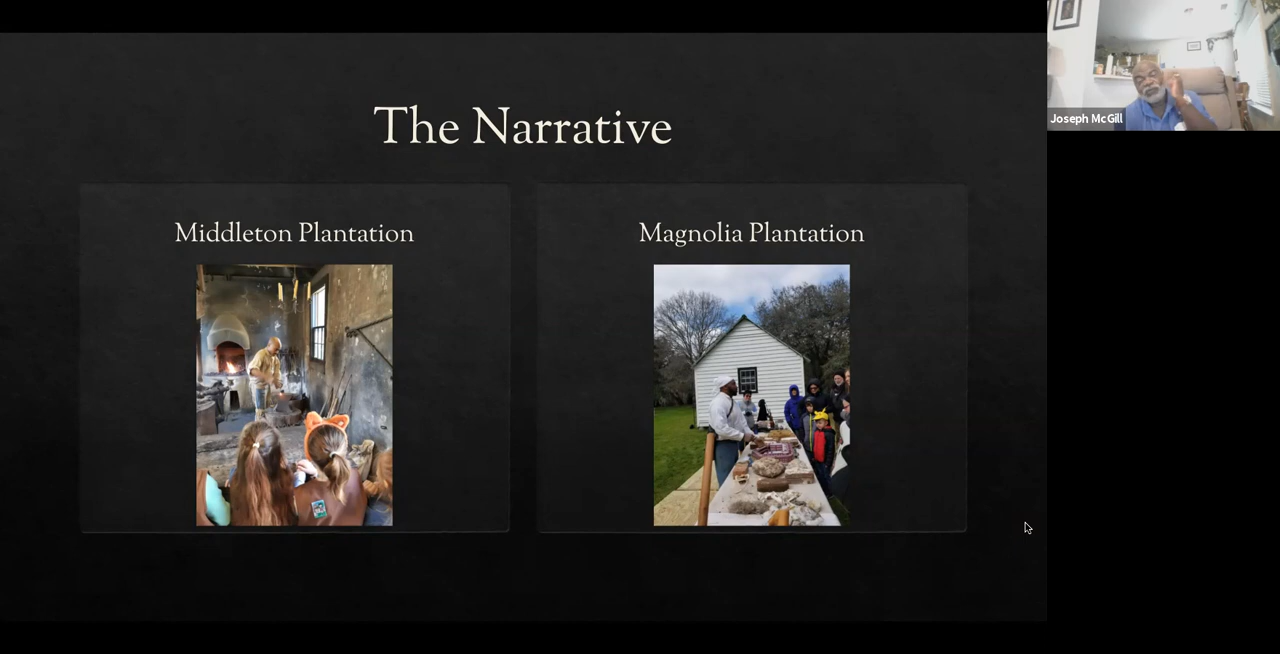 The Narrative
Middleton Plantation
Magnolia Plantation
Joseph McGill